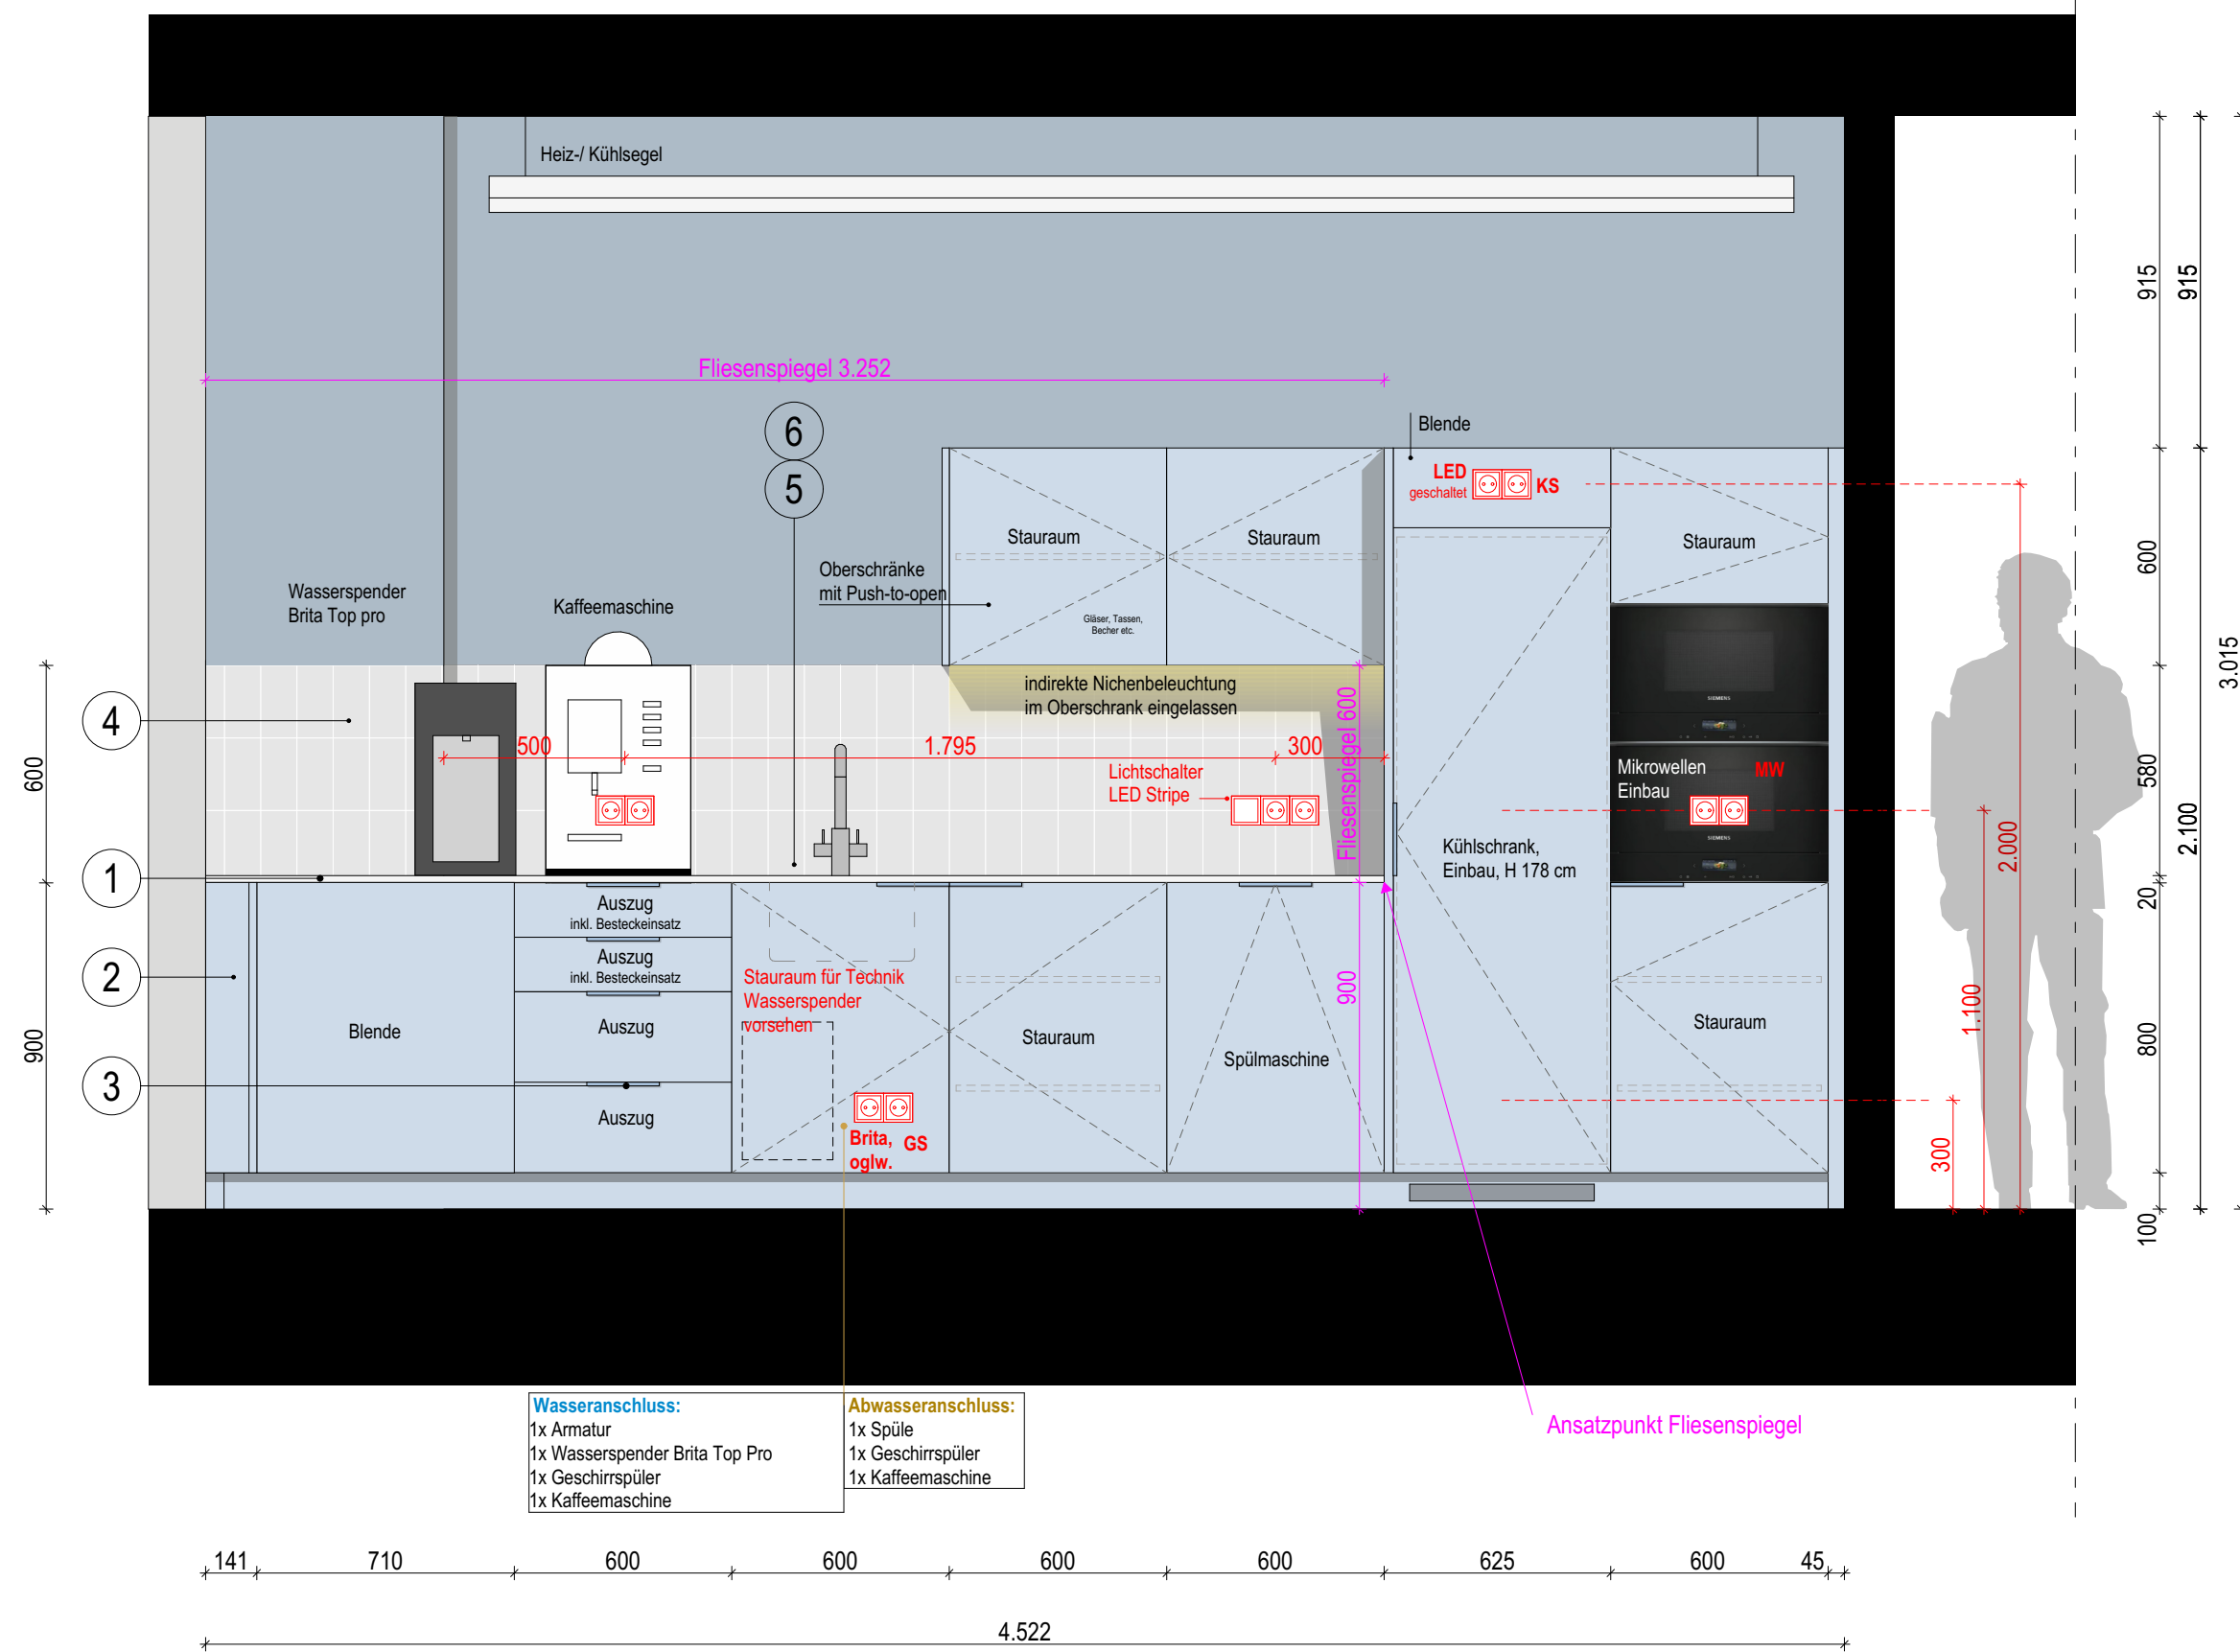 Heiz-/ Kühlsegel
915
915
Fliesenspiegel 3.252
6
5
Blende
LED
geschaltet
KS
Stauraum
Stauraum
Stauraum
Oberschränke
mit Push-to-open
Gläser, Tassen,
Becher etc.
600
Wasserspender
Brita Top pro
Kaffeemaschine
3.015
indirekte Nichenbeleuchtung
im Oberschrank eingelassen
4
SIEMENS
500
1.795
300
Fliesenspiegel 600
Lichtschalter
LED Stripe
Mikrowellen
Einbau
MW
SIEMENS
600
580
2.000
2.100
Kühlschrank,
Einbau, H 178 cm
1
Auszug
inkl. Besteckeinsatz
20
2
Auszug
inkl. Besteckeinsatz
Stauraum für Technik
Wasserspender
vorsehen
900
1.100
900
Blende
Auszug
Stauraum
Spülmaschine
Stauraum
800
3
Auszug
Brita,
oglw.
GS
300
100
Wasseranschluss:
1x Armatur
1x Wasserspender Brita Top Pro
1x Geschirrspüler
1x Kaffeemaschine
Abwasseranschluss:
1x Spüle
1x Geschirrspüler
1x Kaffeemaschine
Ansatzpunkt Fliesenspiegel
141 710 600 600 600 600 625 600 45
4.522